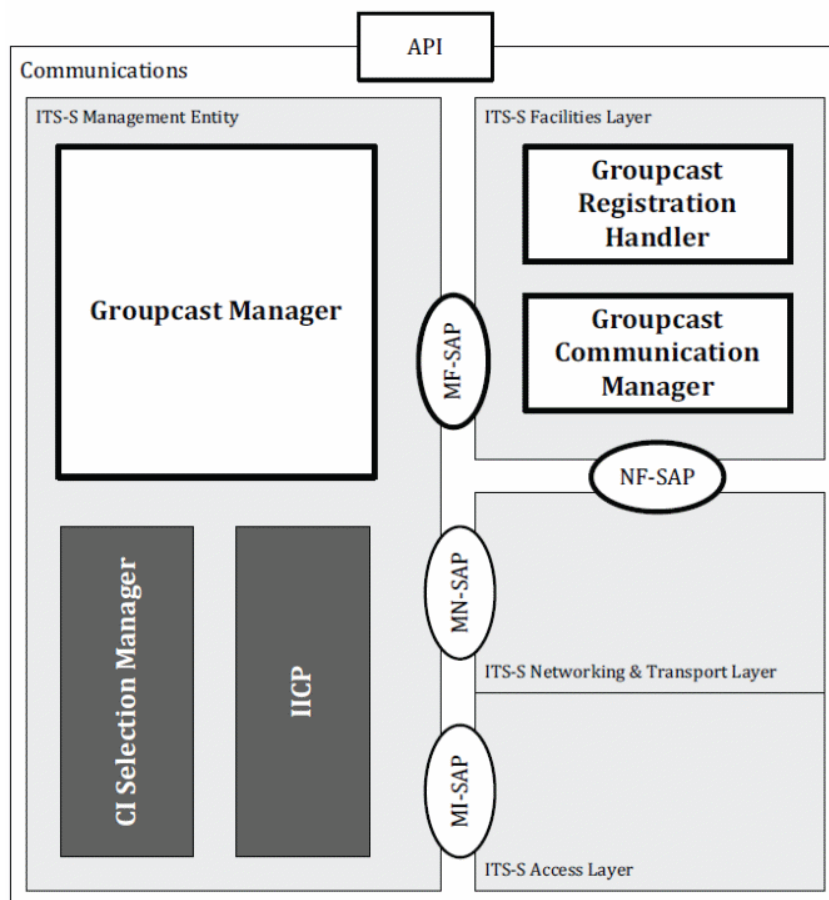 API
Communications
ITS-S Management Entity
Groupcast Manager
CI Selection Manager
IICP
MF-SAP
MN-SAP
MI-SAP
ITS-S Facilities Layer
Groupcast
Registration
Handler
Groupcast
Communication
Manager
NF-SAP
ITS-S Networking & Transport Layer
ITS-S Access Layer